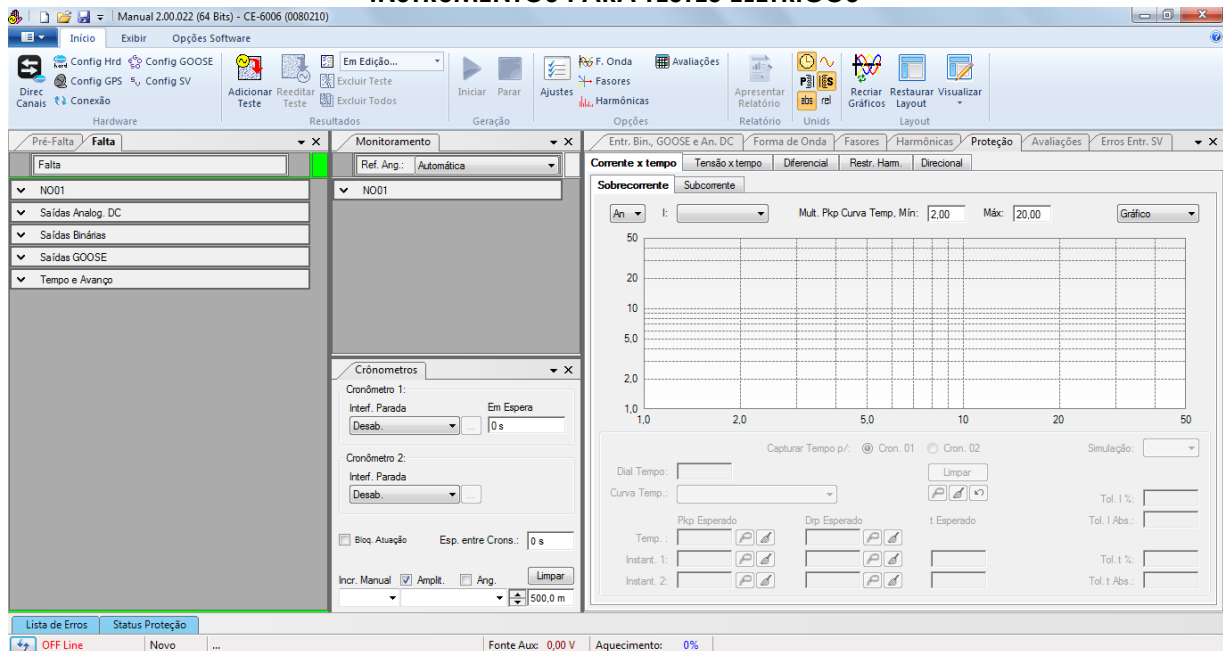 INSTRUMENTOS PARA TESTES ELÉTRICOS
Manual 2.00.022 (64 Bits) - CE-6006 (0080210)
Início Exibir Opções Software
Direc Canais
Config Hrd Config GOOSE
Config GPS Config SV
Conexão
Hardware
Adicionar Teste
Reeditar Teste
Em Edição...
Excluir Teste
Excluir Todos
Resultados
Iniciar Parar
Geração
Ajustes
F. Onda Avaliações
Fasores
Harmônicas
Opções
Apresentar Relatório
Relatório
abs rel
Unids
Recriar Gráficos
Restaurar Layout
Visualizar
Layout
Pré-Falta Falta
Falta
NO01
Saídas Analog. DC
Saídas Binárias
Saídas GOOSE
Tempo e Avanço
Monitoramento
Ref. Ang.: Automática
NO01
Crônometros
Cronômetro 1:
Interf. Parada Em Espera
Desab. ... 0 s
Cronômetro 2:
Interf. Parada
Desab. ...
Bloq. Atuação Esp. entre Crons.: 0 s
Incr. Manual Amplit. Ang. Limpar
500,0 m
Entr. Bin., GOOSE e An. DC Forma de Onda Fasores Harmônicas Proteção Avaliações Erros Entr. SV
Corrente x tempo Tensão x tempo Diferencial Restr. Harm. Direcional
Sobrecorrente Subcorrente
An I: Mult. Pkp Curva Temp. Mín: 2,00 Máx: 20,00 Gráfico
50
20
10
5,0
2,0
1,0
1,0 2,0 5,0 10 20 50
Capturar Tempo p/: Cron. 01 Cron. 02 Simulação:
Dial Tempo: Limpar
Curva Temp.: Tol. I %:
Pkp Esperado Drp Esperado t Esperado Tol. I Abs.:
Temp. :
Instant. 1: Tol. t %:
Instant. 2: Tol. t Abs.:
Lista de Erros Status Proteção
OFF Line Novo ... Fonte Aux: 0,00 V Aquecimento: 0%